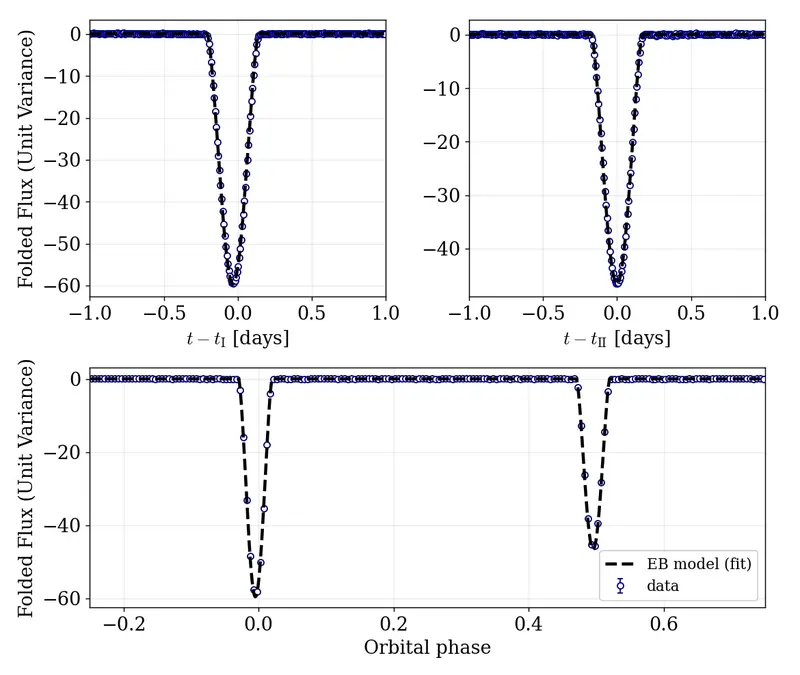 Folded Flux (Unit Variance)
0
−10
−20
−30
−40
−50
−60
−1.0 −0.5 0.0 0.5 1.0
t − tI [days]
0
−10
−20
−30
−40
−1.0 −0.5 0.0 0.5 1.0
t − tII [days]
Folded Flux (Unit Variance)
0
−20
−40
−60
−0.2 0.0 0.2 0.4 0.6
Orbital phase
EB model (fit)
data